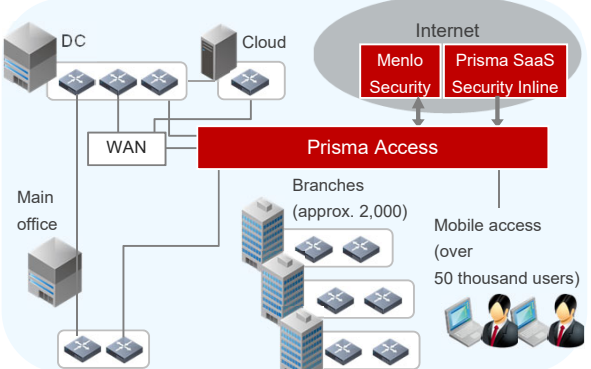 DC
Cloud
Internet
Menlo
Security
Prisma SaaS
Security Inline
WAN
Prisma Access
Main
office
Branches
(approx. 2,000)
Mobile access
(over
50 thousand users)